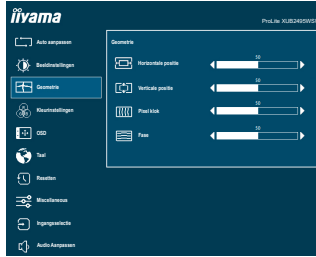 iiyama
ProLite XUB2495WSU
Auto aanpassen
Beeldinstellingen
Geometrie
Kleurinstellingen
OSD
Taal
Resetten
Miscellaneous
Ingangsselectie
Audio Aanpassen
Geometrie
Horizontale positie
50
Verticale positie
50
Pixel klok
50
Fase
50